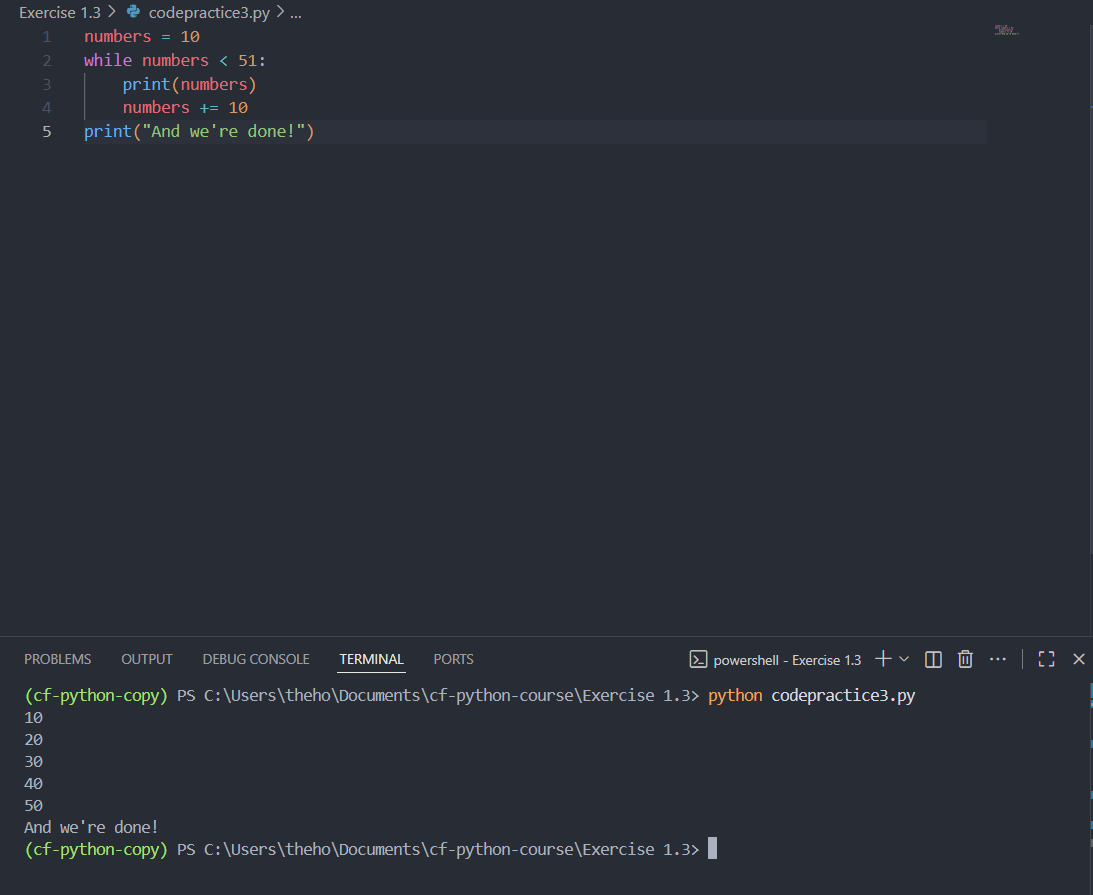 Exercise 1.3 > codepractice3.py > ...
1 numbers = 10
2 while numbers < 51:
3     print(numbers)
4     numbers += 10
5 print("And we're done!")
PROBLEMS OUTPUT DEBUG CONSOLE TERMINAL PORTS powershell - Exercise 1.3
(cf-python-copy) PS C:\Users\theho\Documents\cf-python-course\Exercise 1.3> python codepractice3.py
10
20
30
40
50
And we're done!
(cf-python-copy) PS C:\Users\theho\Documents\cf-python-course\Exercise 1.3>